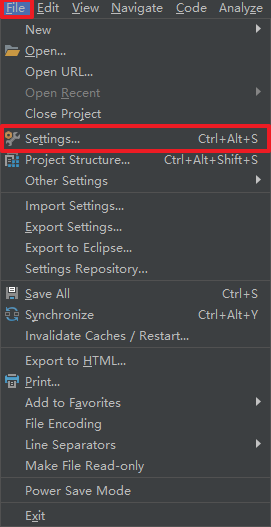 File Edit View Navigate Code Analyze
New
Open...
Open URL...
Open Recent
Close Project
Settings... Ctrl+Alt+S
Project Structure... Ctrl+Alt+Shift+S
Other Settings
Import Settings...
Export Settings...
Export to Eclipse...
Settings Repository...
Save All Ctrl+S
Synchronize Ctrl+Alt+Y
Invalidate Caches / Restart...
Export to HTML...
Print...
Add to Favorites
File Encoding
Line Separators
Make File Read-only
Power Save Mode
Exit